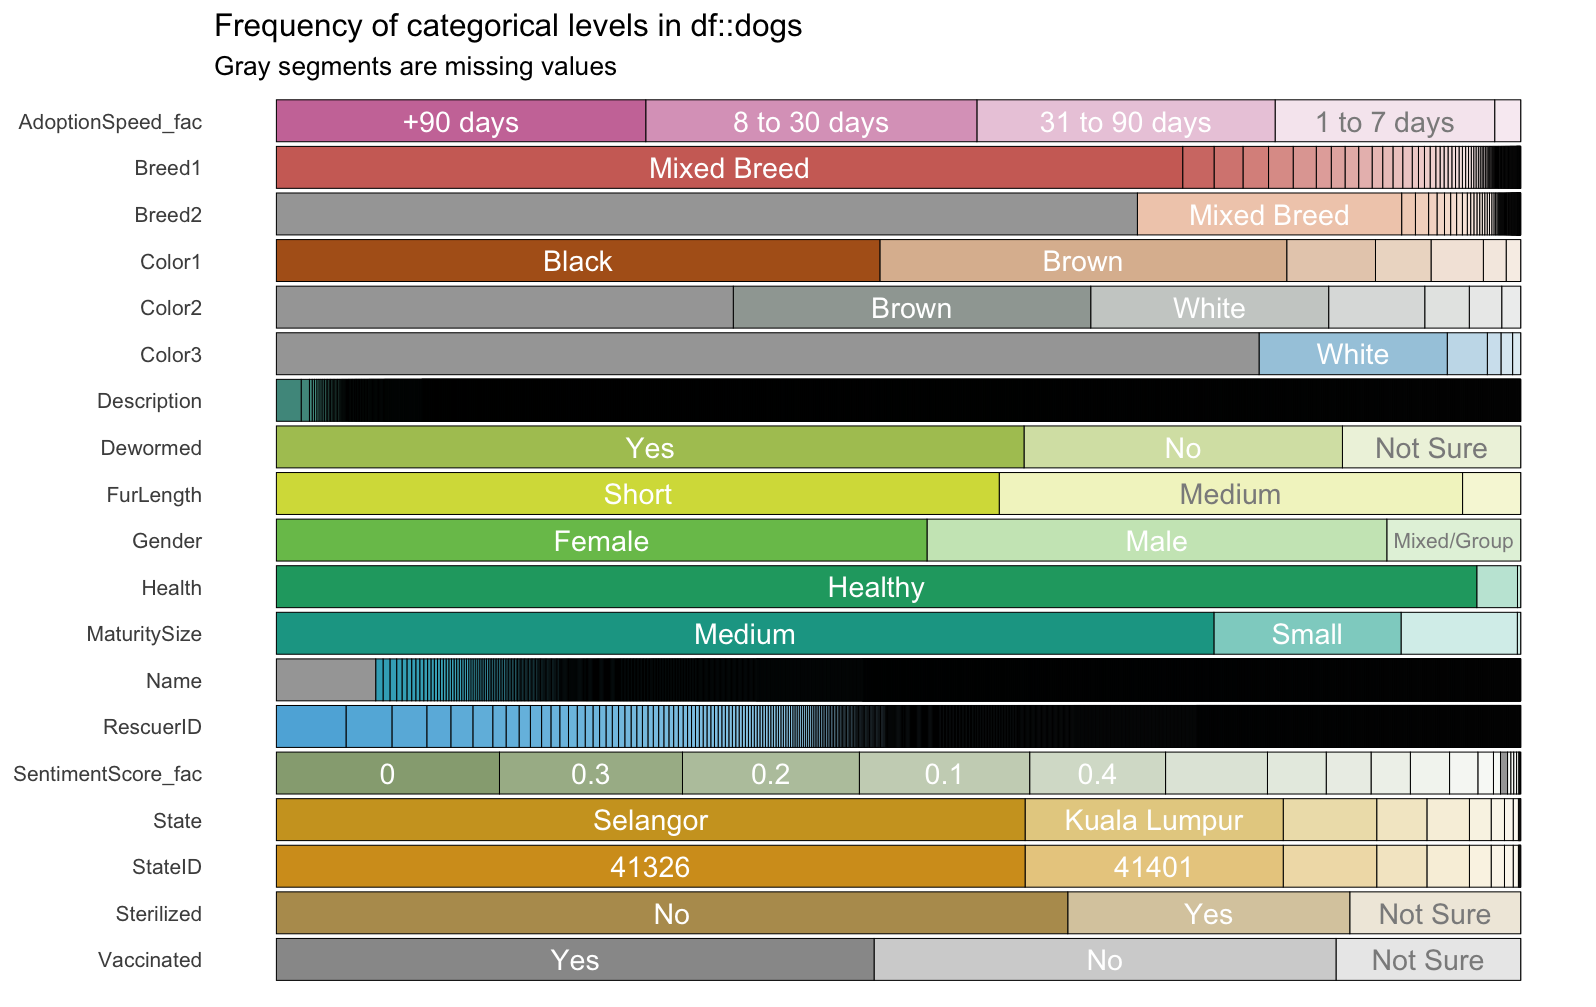 Frequency of categorical levels in df::dogs
Gray segments are missing values
AdoptionSpeed_fac +90 days 8 to 30 days 31 to 90 days 1 to 7 days
Breed1 Mixed Breed
Breed2 Mixed Breed
Color1 Black Brown
Color2 Brown White
Color3 White
Description
Dewormed Yes No Not Sure
FurLength Short Medium
Gender Female Male Mixed/Group
Health Healthy
MaturitySize Medium Small
Name
RescuerID
SentimentScore_fac 0 0.3 0.2 0.1 0.4
State Selangor Kuala Lumpur
StateID 41326 41401
Sterilized No Yes Not Sure
Vaccinated Yes No Not Sure